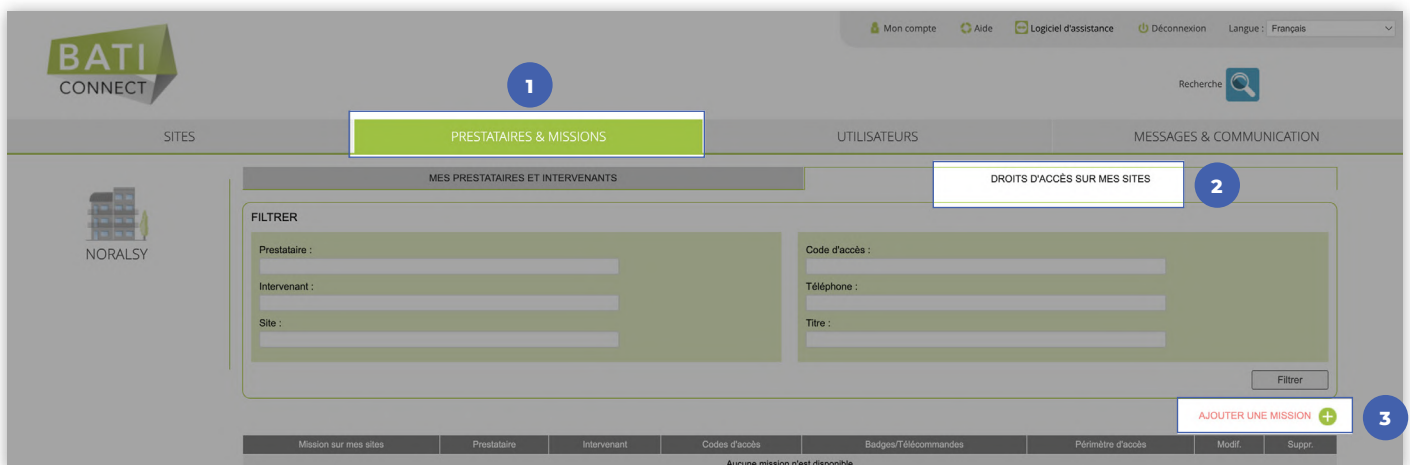 Mon compte Aide Logiciel d'assistance Déconnexion Langue : Français
BATI
CONNECT
Recherche
1
SITES PRESTATAIRES & MISSIONS UTILISATEURS MESSAGES & COMMUNICATION
MES PRESTATAIRES ET INTERVENANTS DROITS D'ACCÈS SUR MES SITES 2
NORALSY
FILTRER
Prestataire : Code d'accès :
Intervenant : Téléphone :
Site : Titre :
Filtrer
AJOUTER UNE MISSION 3
Mission sur mes sites Prestataire Intervenant Codes d'accès Badges/Télécommandes Périmètre d'accès Modif. Suppr.
Aucune mission n'est disponible